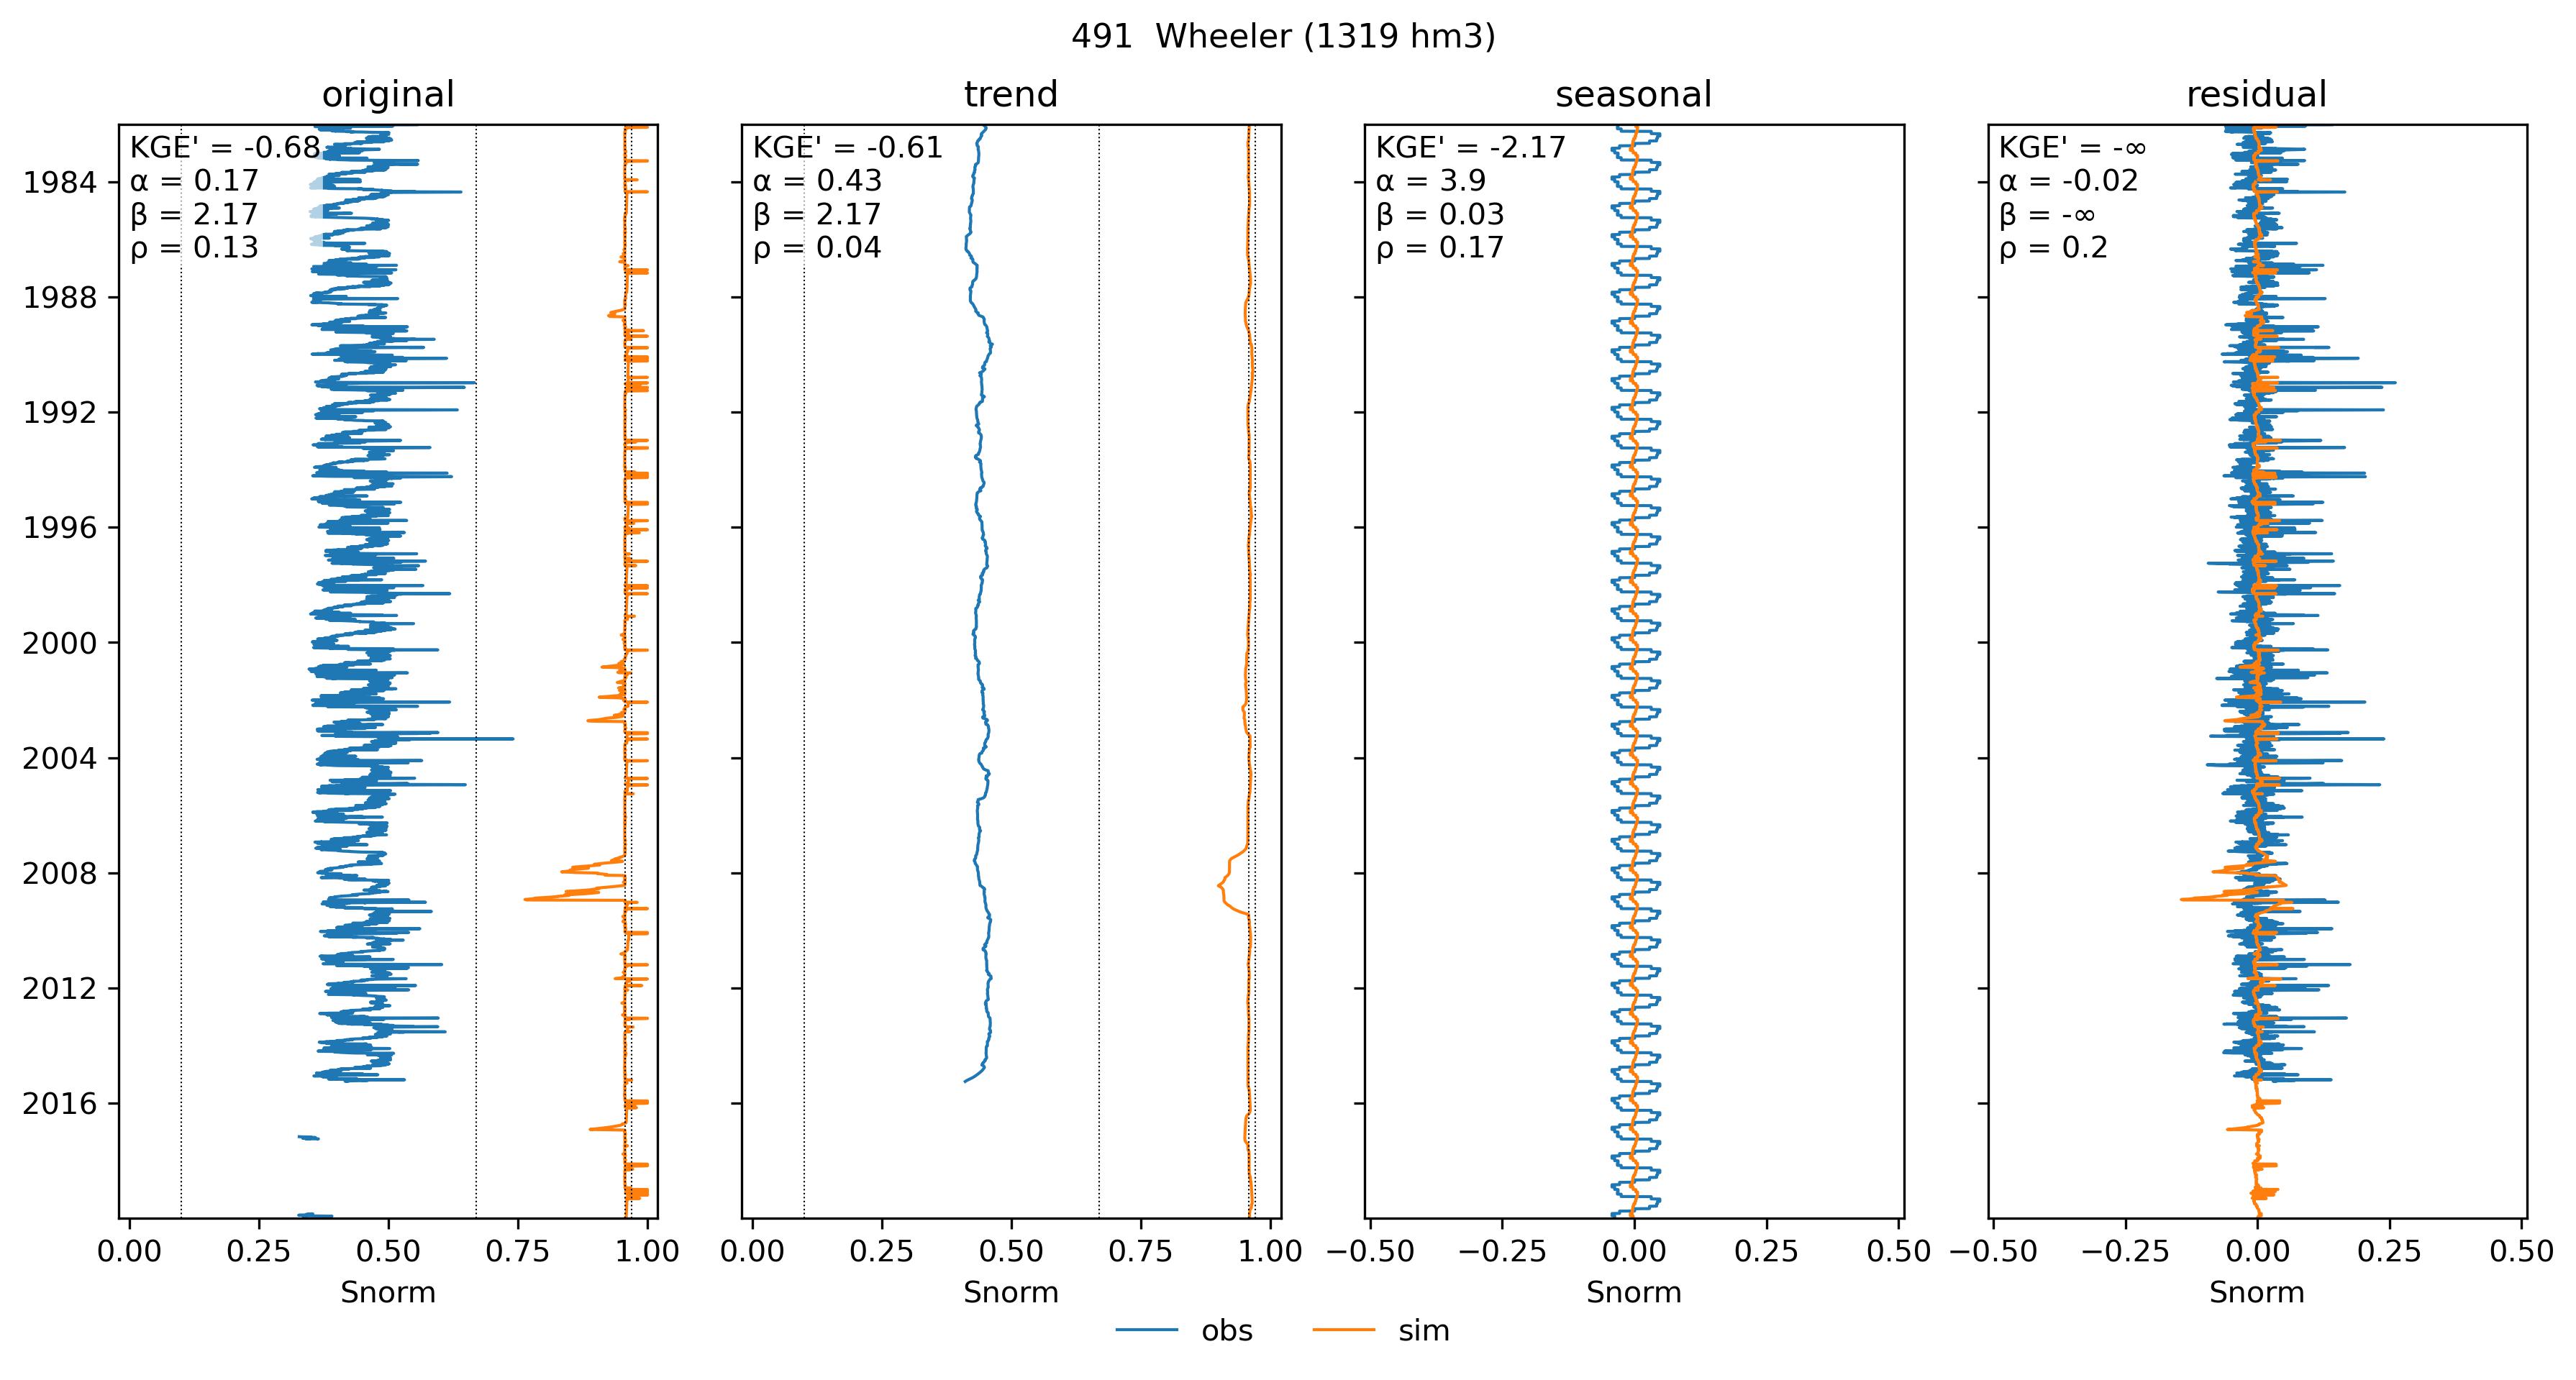 491  Wheeler (1319 hm3)
original
trend
seasonal
residual
KGE' = -0.68
α = 0.17
β = 2.17
ρ = 0.13
KGE' = -0.61
α = 0.43
β = 2.17
ρ = 0.04
KGE' = -2.17
α = 3.9
β = 0.03
ρ = 0.17
KGE' = -∞
α = -0.02
β = -∞
ρ = 0.2
1984
1988
1992
1996
2000
2004
2008
2012
2016
0.00 0.25 0.50 0.75 1.00
0.00 0.25 0.50 0.75 1.00
−0.50 −0.25 0.00 0.25 0.50
−0.50 −0.25 0.00 0.25 0.50
Snorm
Snorm
Snorm
Snorm
obs
sim